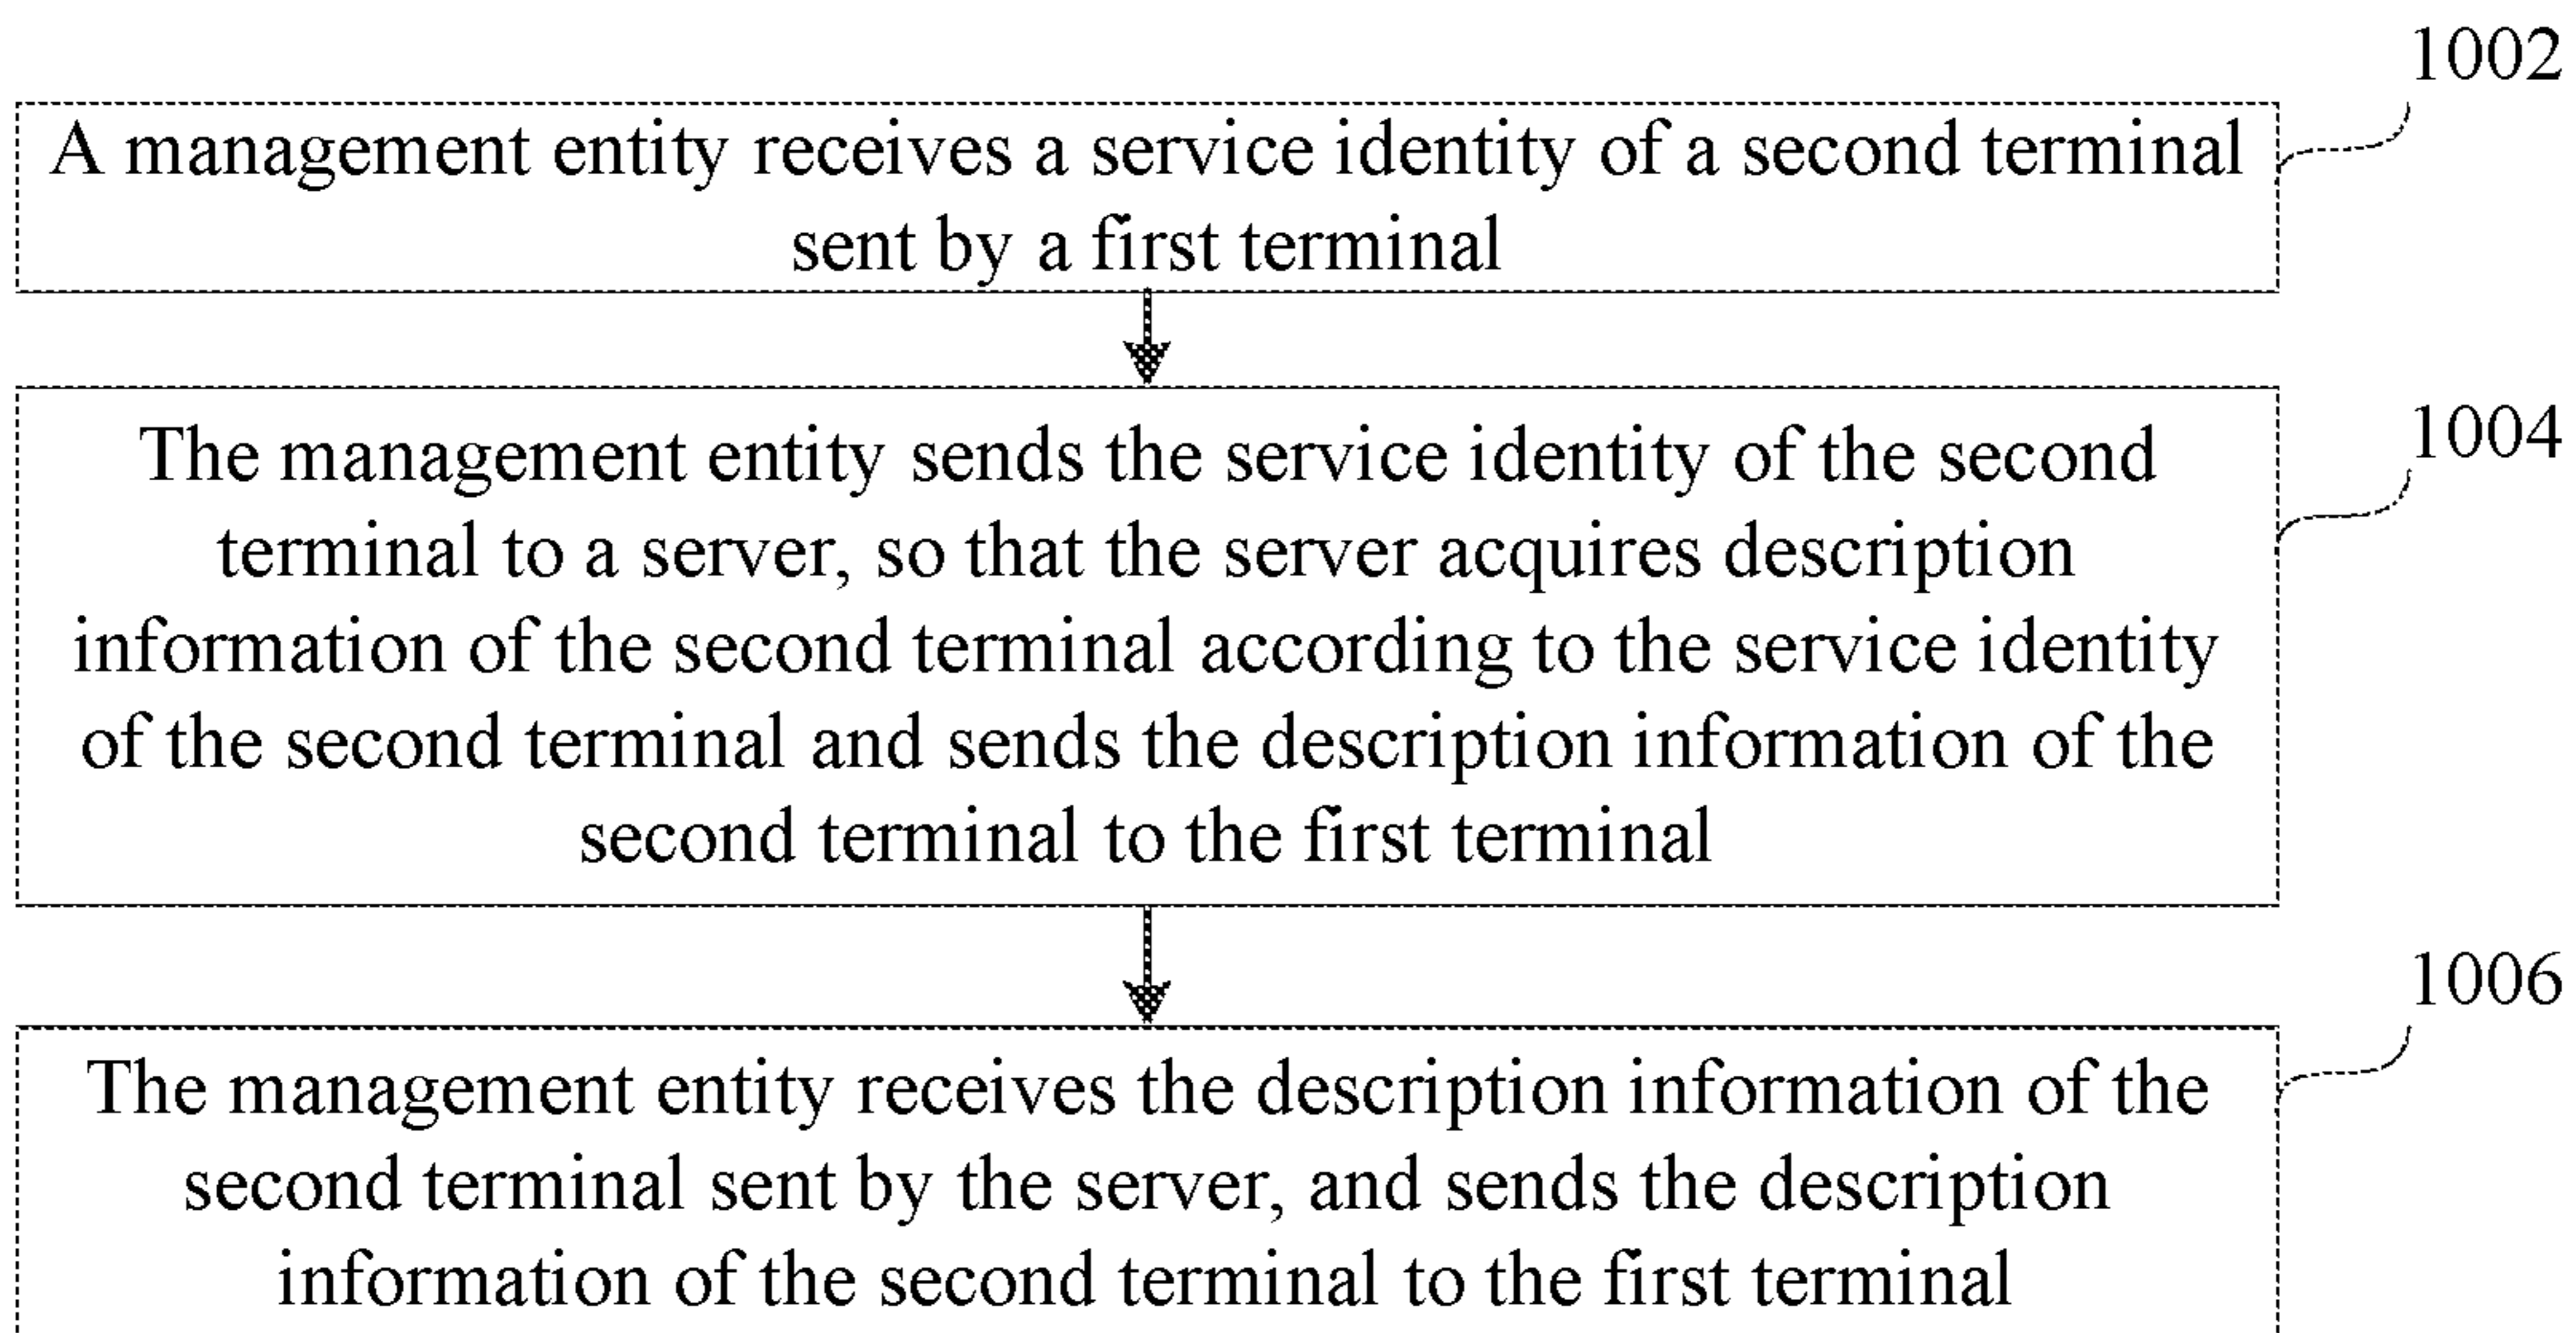 1002
A management entity receives a service identity of a second terminal
sent by a first terminal
1004
The management entity sends the service identity of the second
terminal to a server, so that the server acquires description
information of the second terminal according to the service identity
of the second terminal and sends the description information of the
second terminal to the first terminal
1006
The management entity receives the description information of the
second terminal sent by the server, and sends the description
information of the second terminal to the first terminal